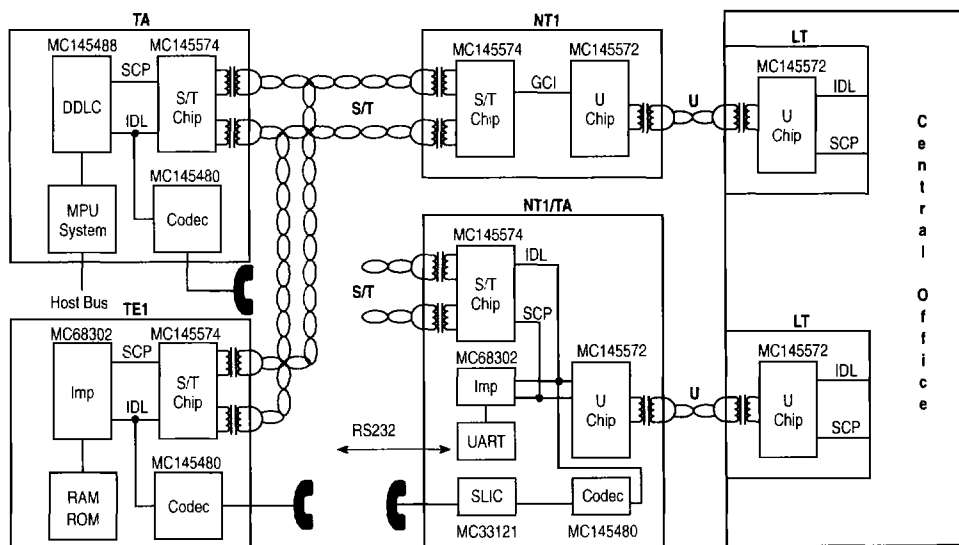 TA
MC145488
MC145574
SCP
DDLC
S/T
Chip
IDL
MC145480
MPU
System
Codec
Host Bus
S/T
NT1
MC145574
MC145572
S/T
Chip
GCI
U
Chip
U
LT
MC145572
U
Chip
IDL
SCP
Central Office
TE1
MC68302
MC145574
SCP
Imp
S/T
Chip
IDL
MC145480
RAM
ROM
Codec
NT1/TA
MC145574
S/T
S/T
Chip
IDL
SCP
MC68302
Imp
MC145572
U
Chip
RS232
UART
SLIC
Codec
MC33121
MC145480
U
LT
MC145572
U
Chip
IDL
SCP